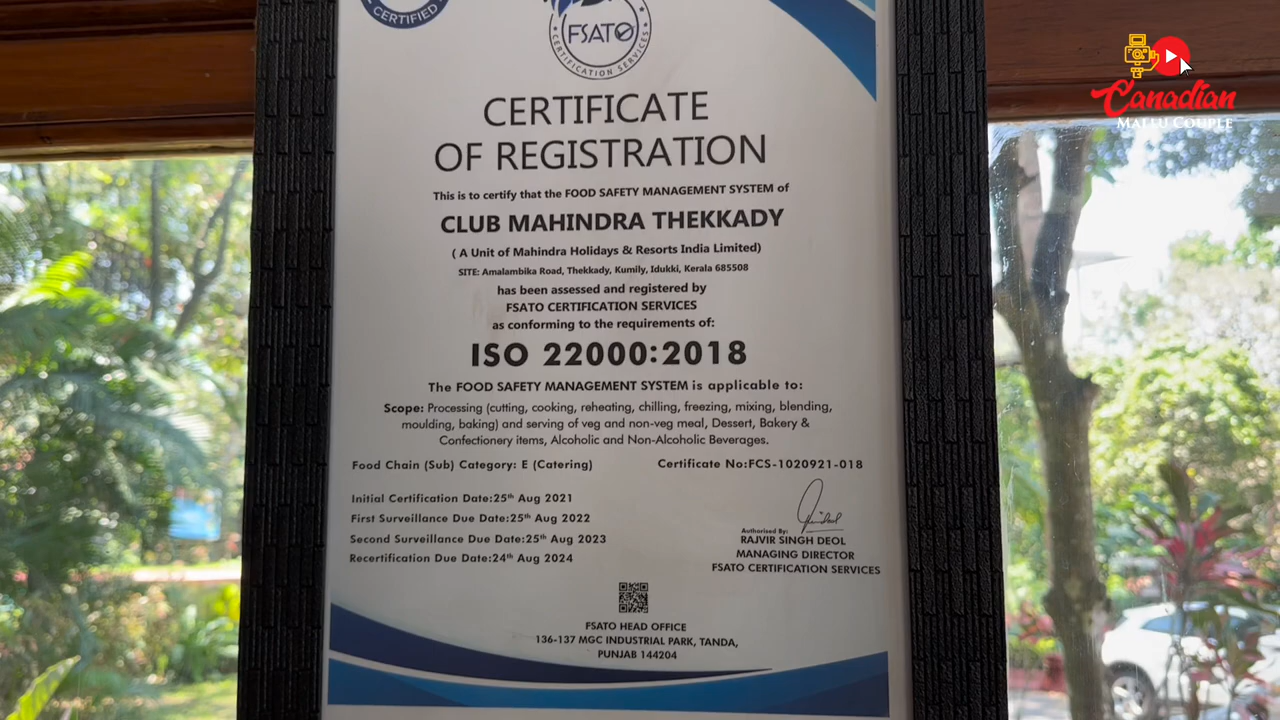 CERTIFIED
FSATO
CERTIFICATION SERVICES
Canadian
MALLU COUPLE
CERTIFICATE
OF REGISTRATION
This is to certify that the FOOD SAFETY MANAGEMENT SYSTEM of
CLUB MAHINDRA THEKKADY
( A Unit of Mahindra Holidays & Resorts India Limited)
SITE: Amalambika Road, Thekkady, Kumily, Idukki, Kerala 685508
has been assessed and registered by
FSATO CERTIFICATION SERVICES
as conforming to the requirements of:
ISO 22000:2018
The FOOD SAFETY MANAGEMENT SYSTEM is applicable to:
Scope: Processing (cutting, cooking, reheating, chilling, freezing, mixing, blending,
moulding, baking) and serving of veg and non-veg meal, Dessert, Bakery &
Confectionery items, Alcoholic and Non-Alcoholic Beverages.
Food Chain (Sub) Category: E (Catering)
Certificate No:FCS-1020921-018
Initial Certification Date:25th Aug 2021
First Surveillance Due Date:25th Aug 2022
Second Surveillance Due Date:25th Aug 2023
Recertification Due Date:24th Aug 2024
Authorised By:
RAJVIR SINGH DEOL
MANAGING DIRECTOR
FSATO CERTIFICATION SERVICES
FSATO HEAD OFFICE
136-137 MGC INDUSTRIAL PARK, TANDA,
PUNJAB 144204